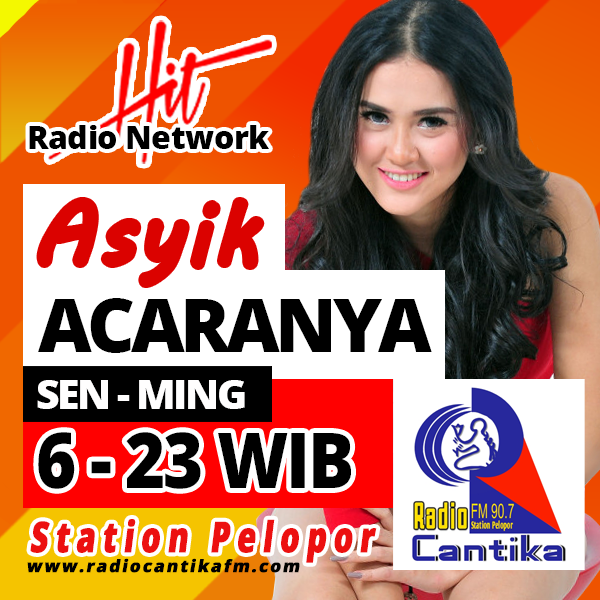 Hit
Radio Network
Asyik
ACARANYA
SEN - MING
6 - 23 WIB
Station Pelopor
www.radiocantikafm.com
Radio FM 90.7
Station Pelopor
Cantika